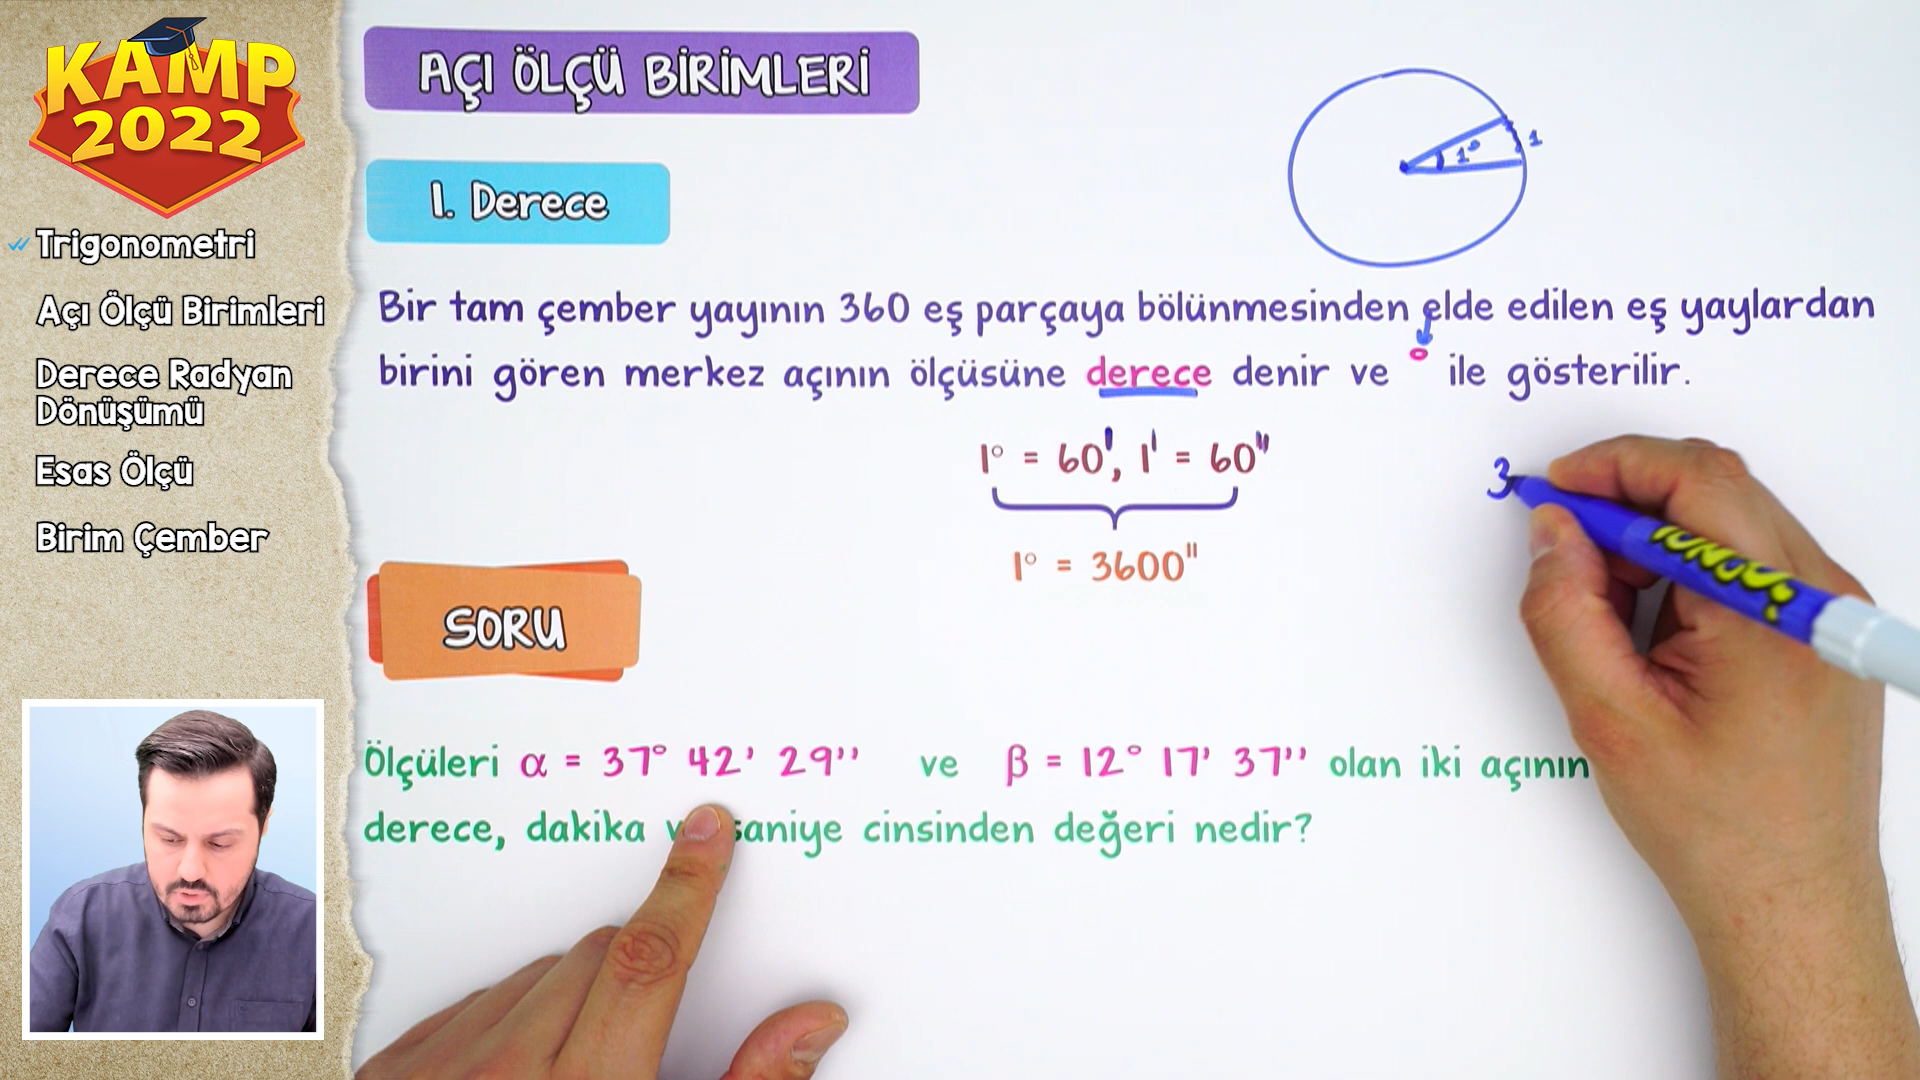 KAMP
2022
Trigonometri
Açı Ölçü Birimleri
Derece Radyan
Dönüşümü
Esas Ölçü
Birim Çember
AÇI ÖLÇÜ BİRİMLERİ
1. Derece
1°
1
Bir tam çember yayının 360 eş parçaya bölünmesinden elde edilen eş yaylardan
birini gören merkez açının ölçüsüne derece denir ve ° ile gösterilir.
1° = 60', 1' = 60"
1° = 3600"
3
SORU
Ölçüleri α = 37° 42' 29'' ve β = 12° 17' 37'' olan iki açının
derece, dakika saniye cinsinden değeri nedir?